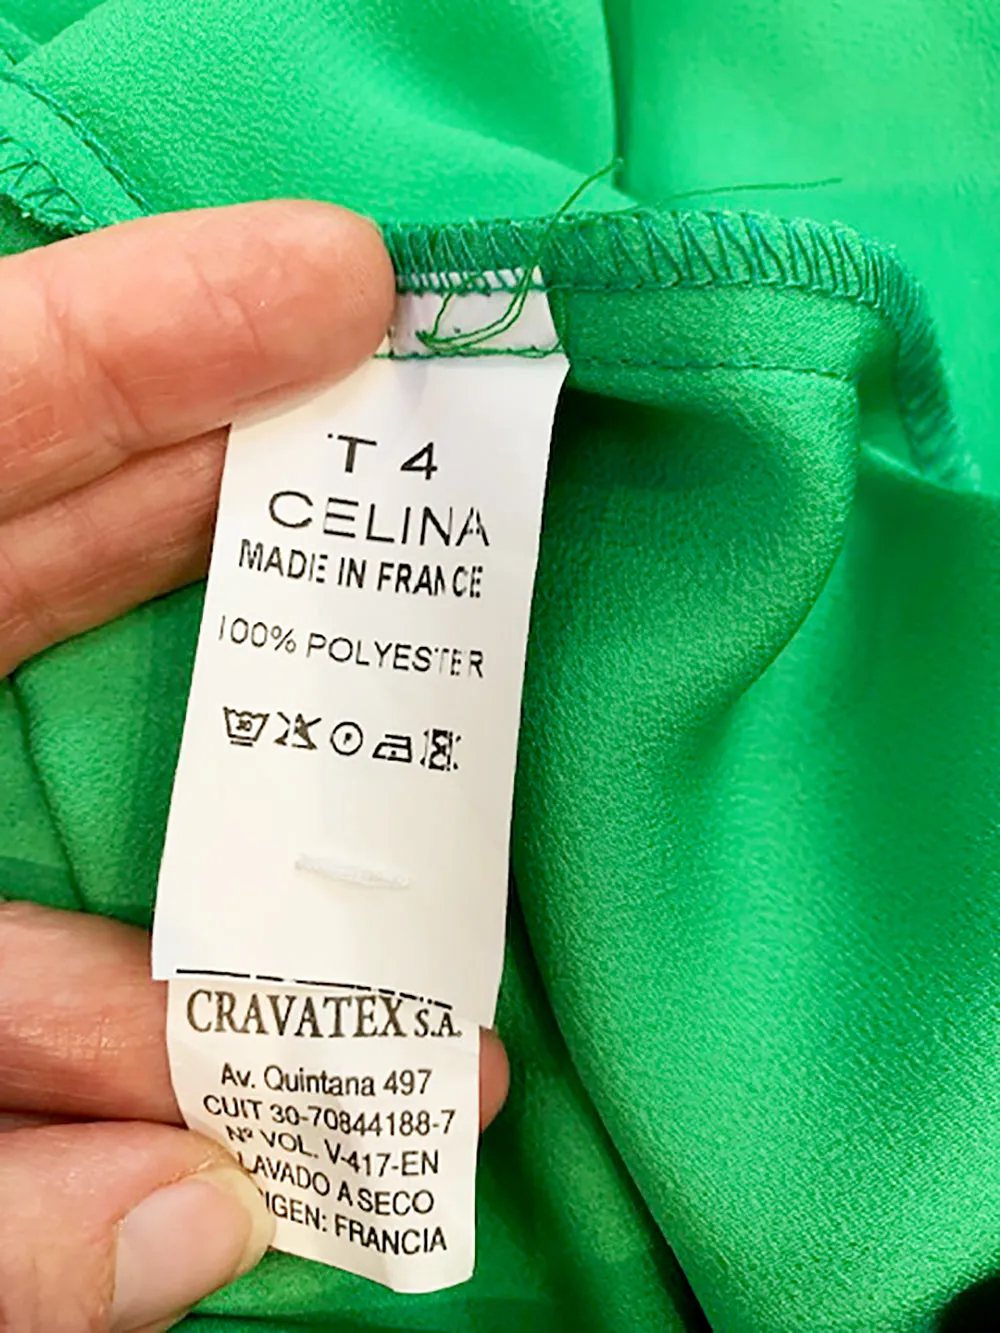 T 4
CELINA
MADE IN FRANCE
100% POLYESTER
30
P
CRAVATEX S.A.
Av. Quintana 497
CUIT 30-70844188-7
Nº VOL. V-417-EN
LAVADO A SECO
IGEN: FRANCIA